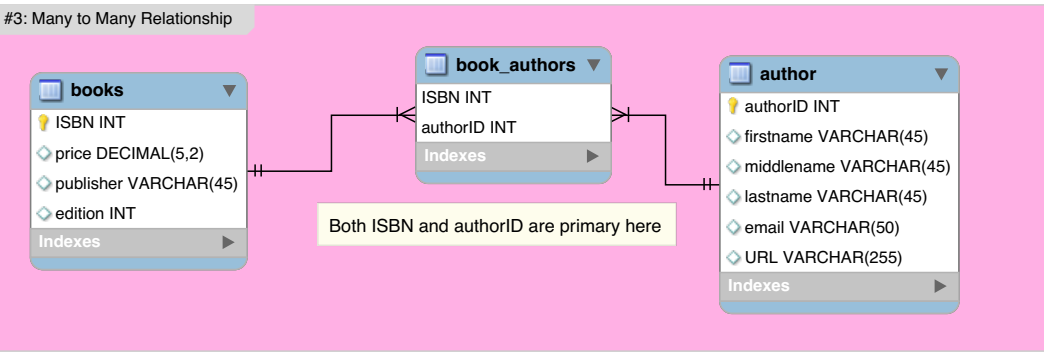 #3: Many to Many Relationship
books
ISBN INT
price DECIMAL(5,2)
publisher VARCHAR(45)
edition INT
Indexes
book_authors
ISBN INT
authorID INT
Indexes
Both ISBN and authorID are primary here
author
authorID INT
firstname VARCHAR(45)
middlename VARCHAR(45)
lastname VARCHAR(45)
email VARCHAR(50)
URL VARCHAR(255)
Indexes